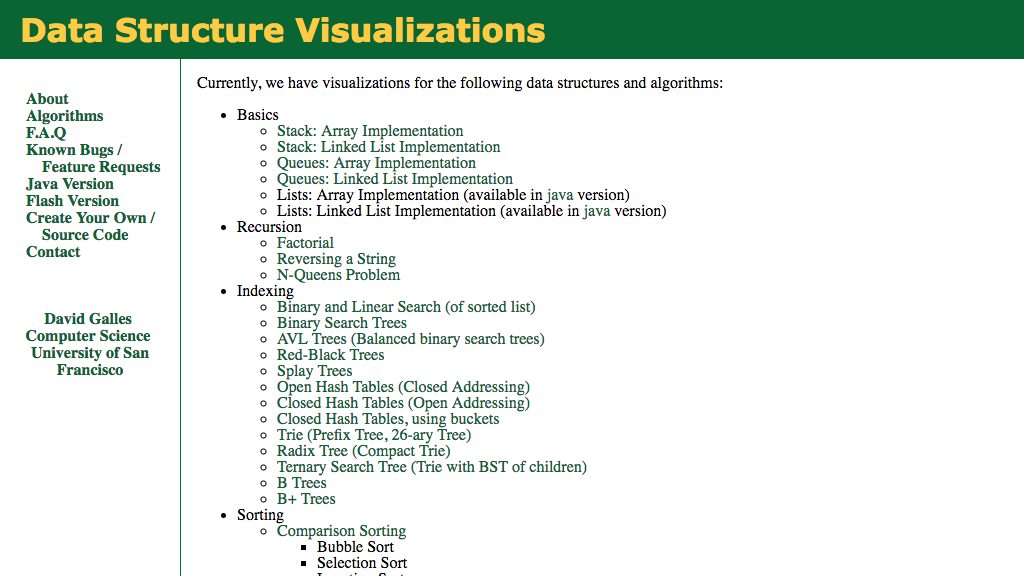 Data Structure Visualizations
About
Algorithms
F.A.Q
Known Bugs /
Feature Requests
Java Version
Flash Version
Create Your Own /
Source Code
Contact
David Galles
Computer Science
University of San
Francisco
Currently, we have visualizations for the following data structures and algorithms:
Basics
Stack: Array Implementation
Stack: Linked List Implementation
Queues: Array Implementation
Queues: Linked List Implementation
Lists: Array Implementation (available in java version)
Lists: Linked List Implementation (available in java version)
Recursion
Factorial
Reversing a String
N-Queens Problem
Indexing
Binary and Linear Search (of sorted list)
Binary Search Trees
AVL Trees (Balanced binary search trees)
Red-Black Trees
Splay Trees
Open Hash Tables (Closed Addressing)
Closed Hash Tables (Open Addressing)
Closed Hash Tables, using buckets
Trie (Prefix Tree, 26-ary Tree)
Radix Tree (Compact Trie)
Ternary Search Tree (Trie with BST of children)
B Trees
B+ Trees
Sorting
Comparison Sorting
Bubble Sort
Selection Sort